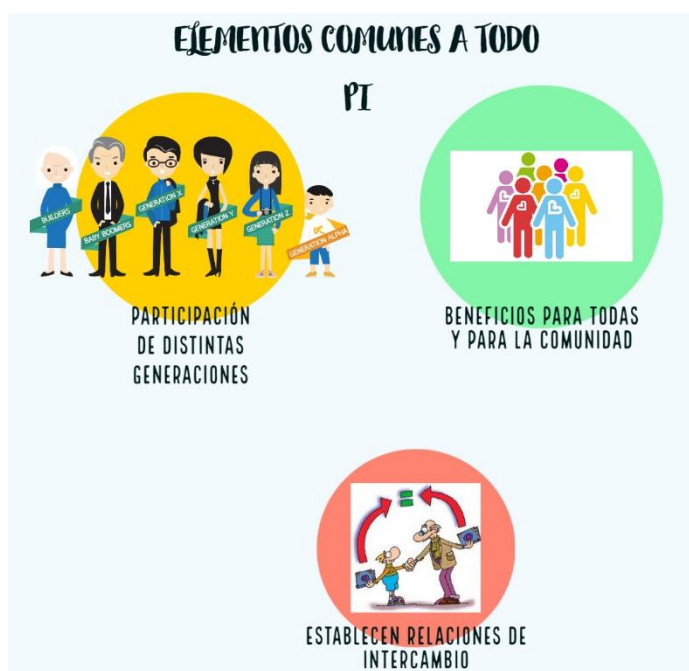 ELEMENTOS COMUNES A TODO
PI
BUILDERS
BABY BOOMERS
GENERATION X
GENERATION Y
GENERATION Z
GENERATION ALPHA
PARTICIPACIÓN
DE DISTINTAS
GENERACIONES
BENEFICIOS PARA TODAS
Y PARA LA COMUNIDAD
ESTABLECEN RELACIONES DE
INTERCAMBIO